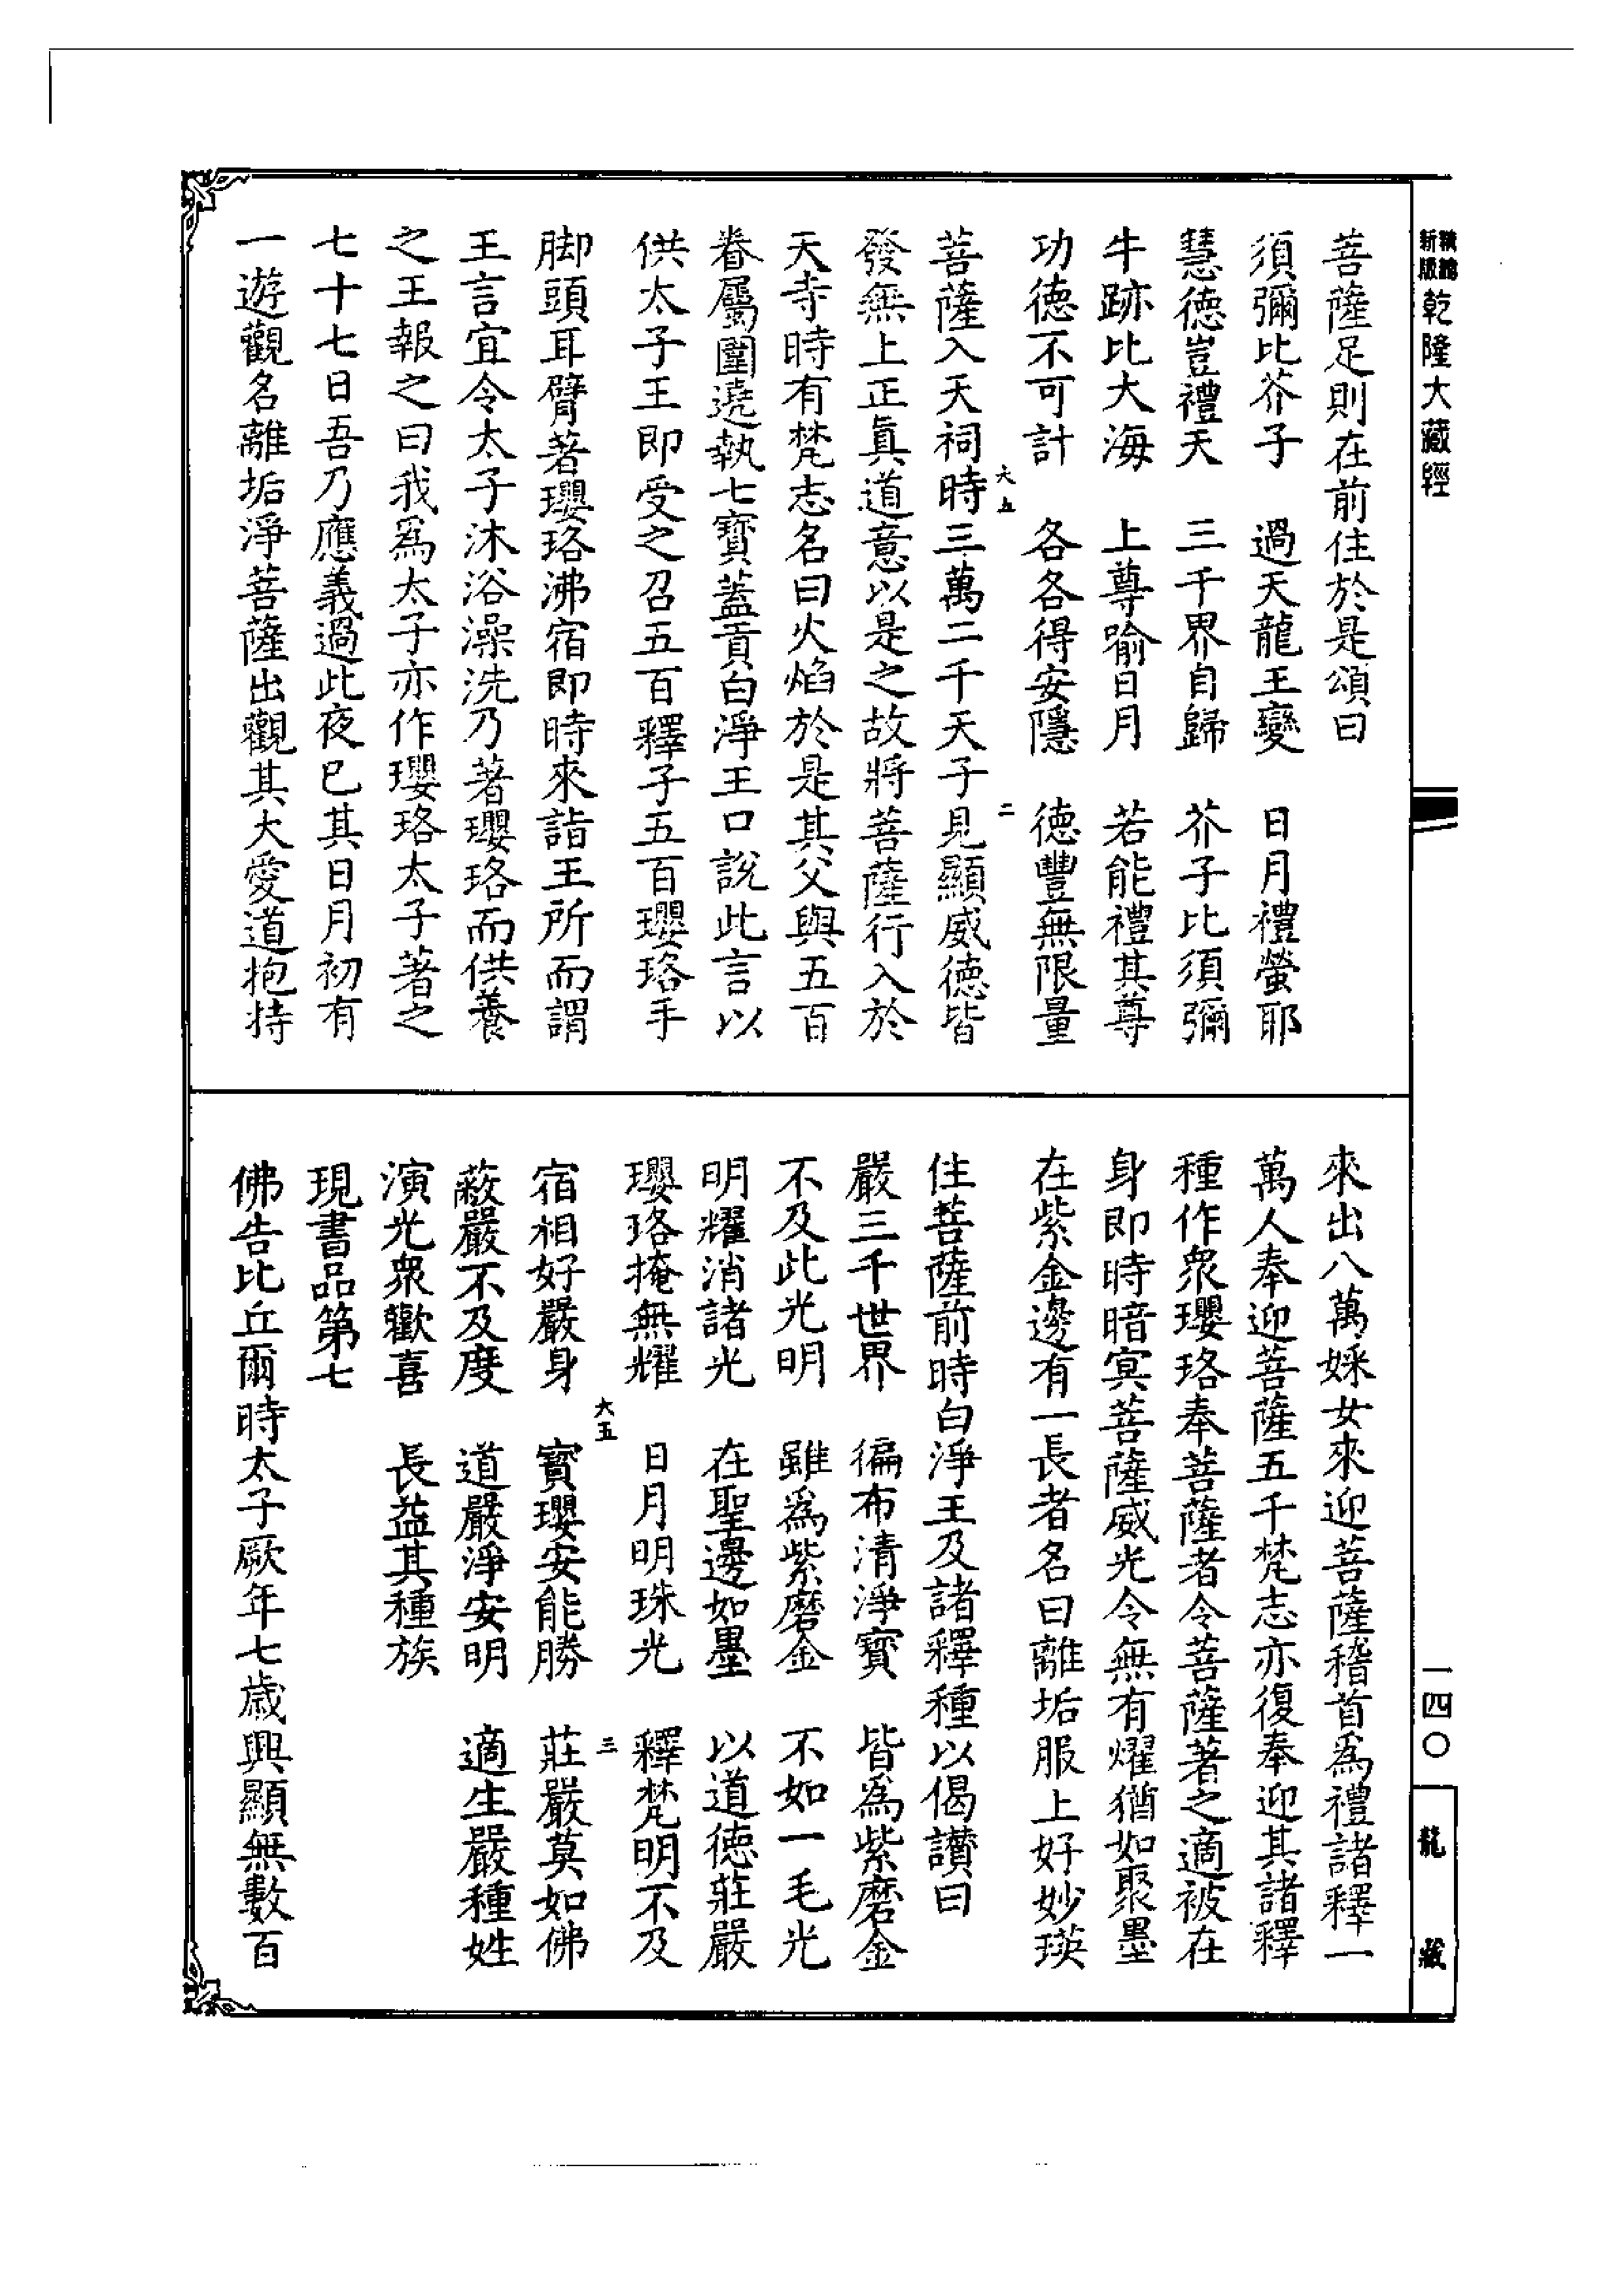 新版 乾隆大藏經
菩薩足則在前住於是頌曰
須彌比芥子　過天龍王變　日月禮螢耶
慧德豈禮天　三千界自歸　芥子比須彌
牛跡比大海　上尊喻日月　若能禮其尊
功德不可計　各各得安隱　德豐無限量
大五　二
菩薩入天祠時三萬二千天子見顯威德皆
發無上正真道意以是之故將菩薩行入於
天寺時有梵志名曰火焰於是其父與五百
眷屬圍遶執七寶蓋貢白淨王口說此言以
供太子王即受之召五百釋子五百瓔珞手
脚頭耳臂著瓔珞沸宿即時來詣王所而謂
王言宜令太子沐浴澡洗乃著瓔珞而供養
之王報之曰我爲太子亦作瓔珞太子著之
七十七日吾乃應義過此夜已其日月初有
一遊觀名離垢淨菩薩出觀其大愛道抱持
來出八萬婇女來迎菩薩稽首爲禮諸釋一
萬人奉迎菩薩五千梵志亦復奉迎其諸釋
種作衆瓔珞奉菩薩者令菩薩著之適被在
身即時暗冥菩薩威光令無有耀猶如聚墨
在紫金邊有一長者名曰離垢服上好妙瑛
住菩薩前時白淨王及諸釋種以偈讚曰
嚴三千世界　徧布清淨寶　皆爲紫磨金
不及此光明　雖爲紫磨金　不如一毛光
明耀消諸光　在聖邊如墨　以道德莊嚴
瓔珞掩無耀　日月明珠光　釋梵明不及
大五　三
宿相好嚴身　寶瓔安能勝　莊嚴莫如佛
蔽嚴不及度　道嚴淨安明　適生嚴種姓
演光衆歡喜　長益其種族
現書品第七
佛告比丘爾時太子厥年七歲興顯無數百
一四〇
龍藏